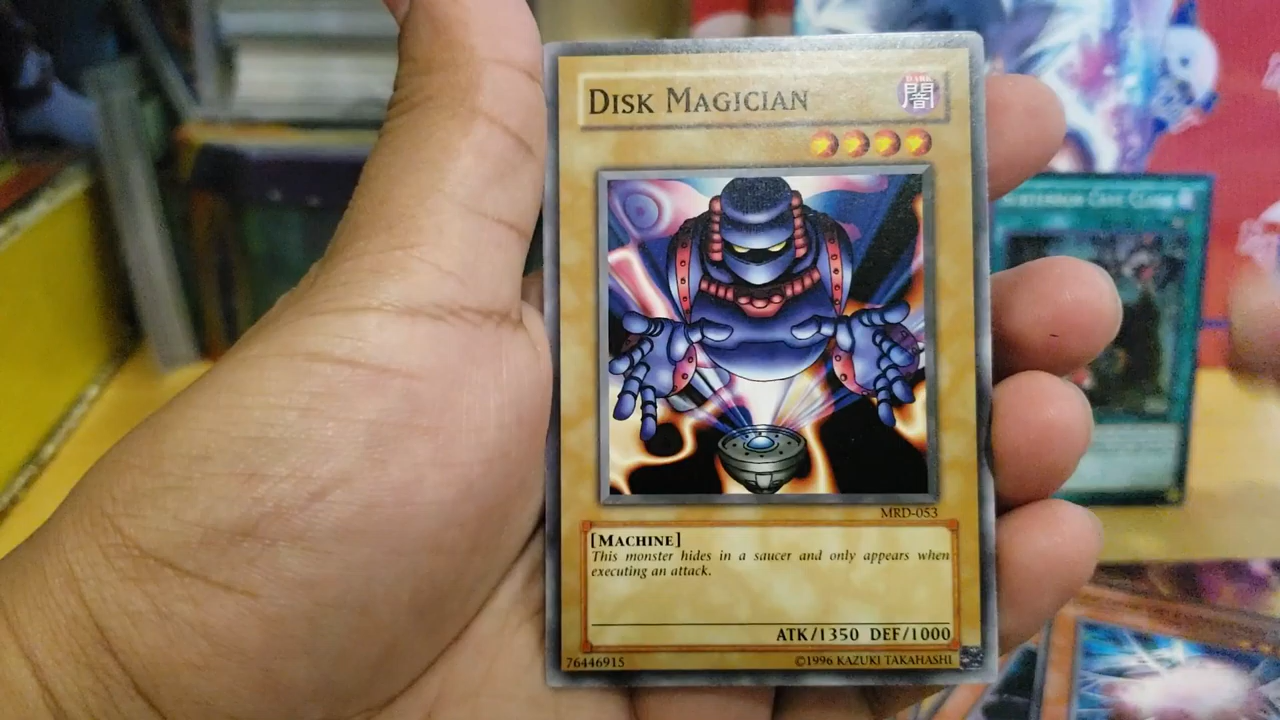 DISK MAGICIAN
DARK
闇
MRD-053
[MACHINE]
This monster hides in a saucer and only appears when
executing an attack.
ATK/1350 DEF/1000
76446915
©1996 KAZUKI TAKAHASHI